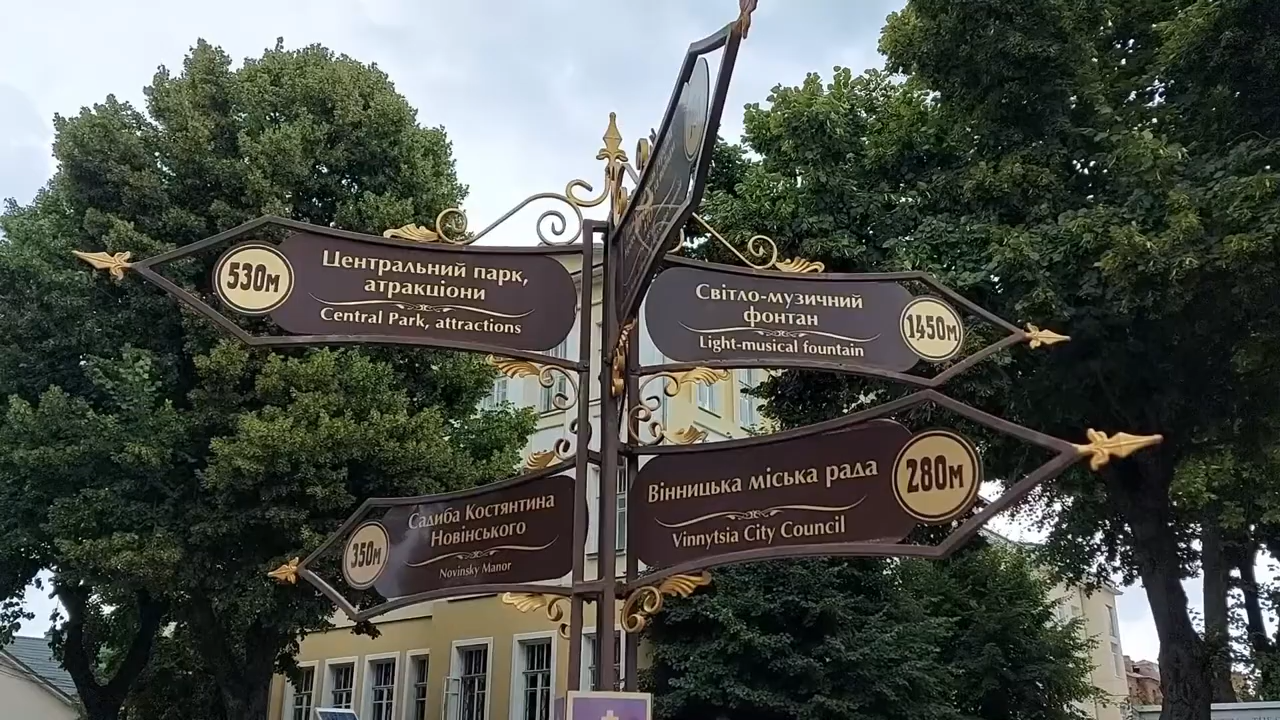 530м
Центральний парк,
атракціони
Central Park, attractions
Світло-музичний
фонтан
Light-musical fountain
1450м
350м
Садиба Костянтина
Новінського
Novinsky Manor
Вінницька міська рада
Vinnytsia City Council
280м